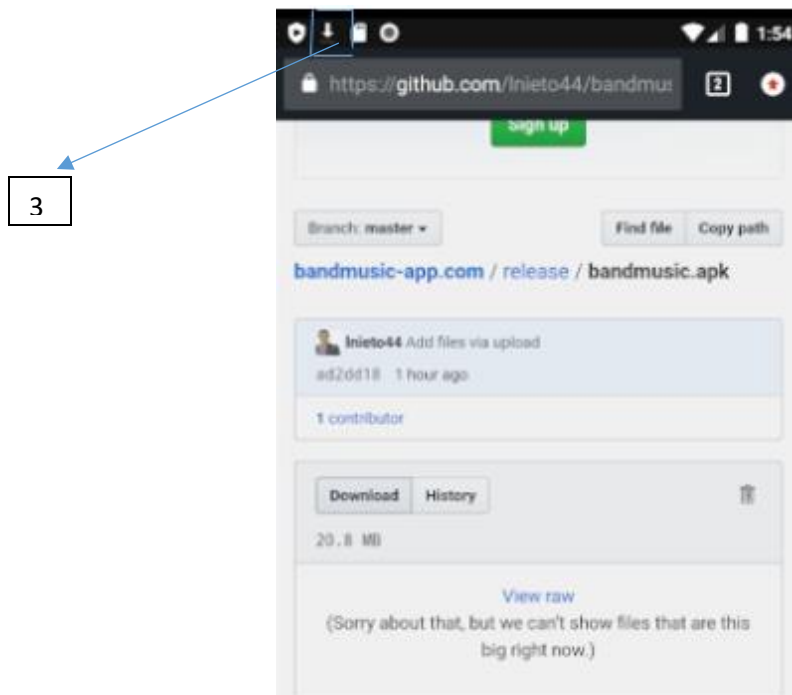 1:54
https://github.com/lnieto44/bandmus
2
Sign up
3
Branch: master
Find file
Copy path
bandmusic-app.com / release / bandmusic.apk
lnieto44 Add files via upload
ad2dd18 1 hour ago
1 contributor
Download
History
20.8 MB
View raw
(Sorry about that, but we can't show files that are this
big right now.)